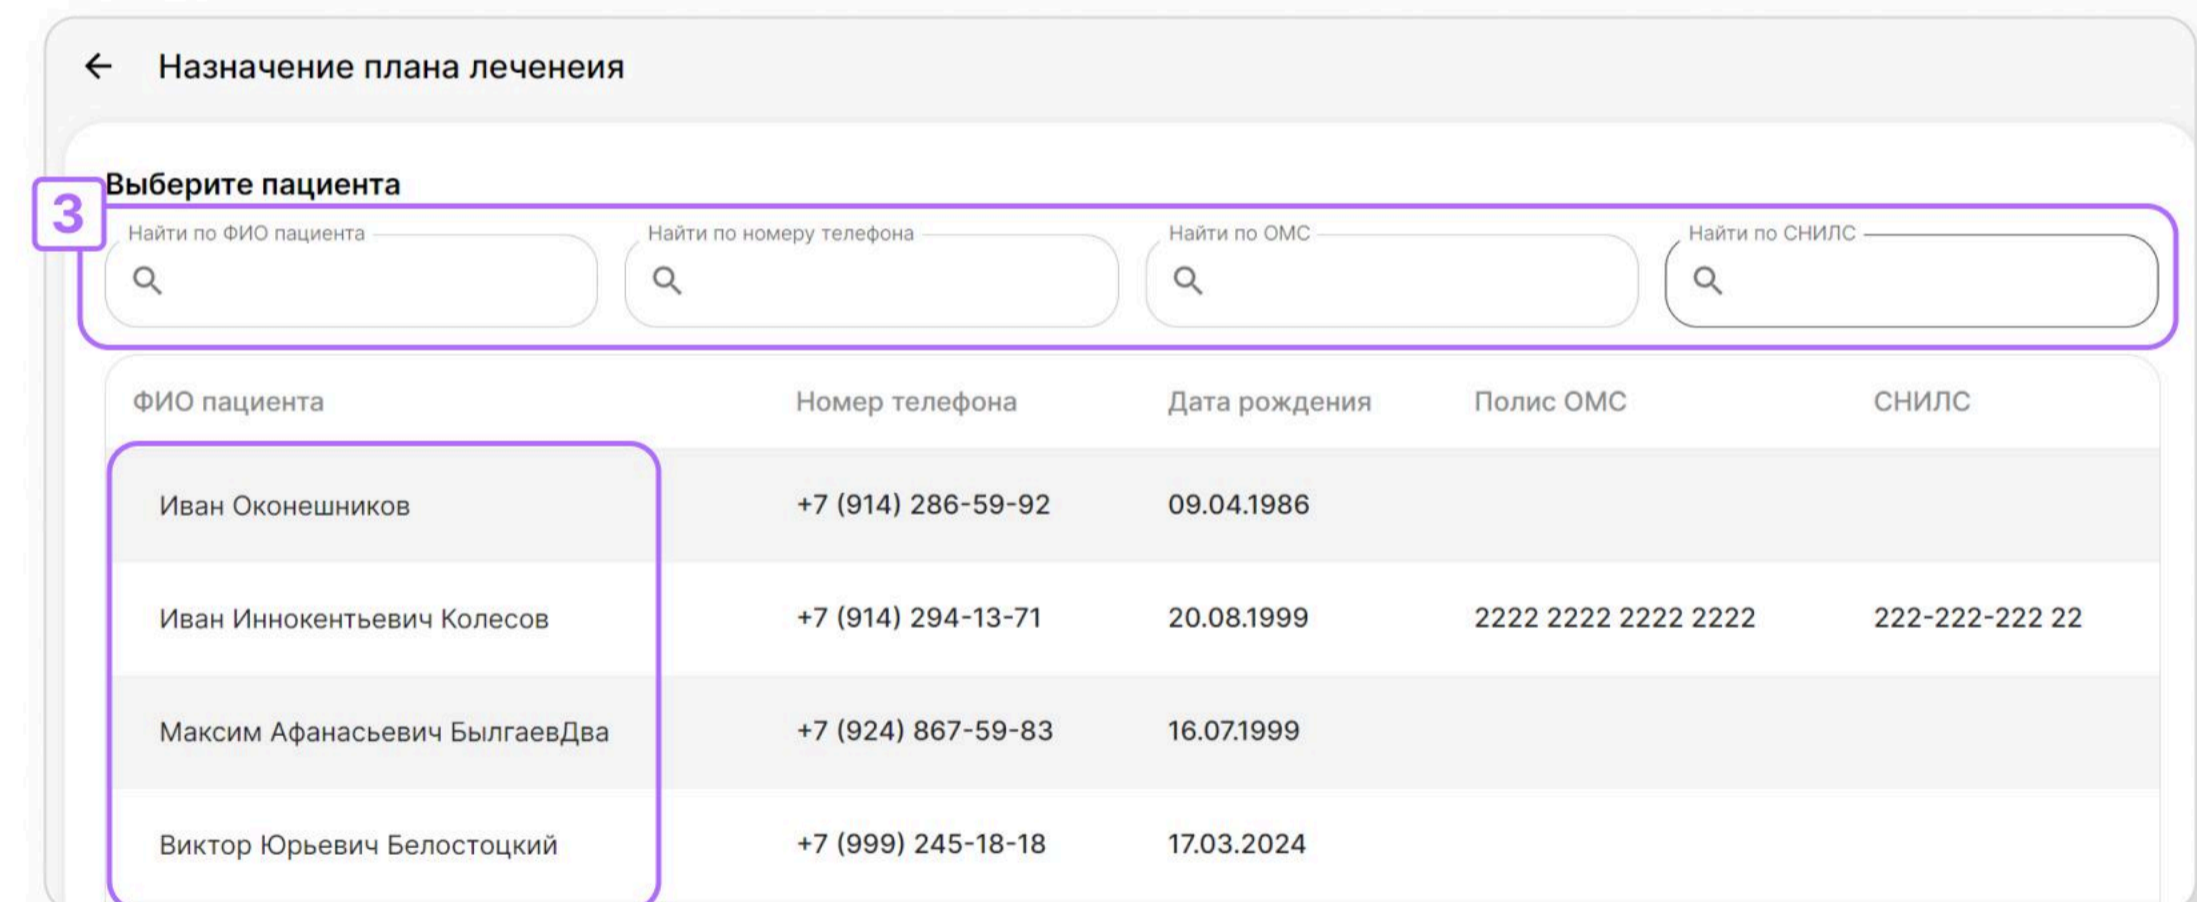 Назначение плана леченеия
Выберите пациента
3
Найти по ФИО пациента Найти по номеру телефона Найти по ОМС Найти по СНИЛС
ФИО пациента Номер телефона Дата рождения Полис ОМС СНИЛС
Иван Оконешников +7 (914) 286-59-92 09.04.1986
Иван Иннокентьевич Колесов +7 (914) 294-13-71 20.08.1999 2222 2222 2222 2222 222-222-222 22
Максим Афанасьевич БылгаевДва +7 (924) 867-59-83 16.07.1999
Виктор Юрьевич Белостоцкий +7 (999) 245-18-18 17.03.2024